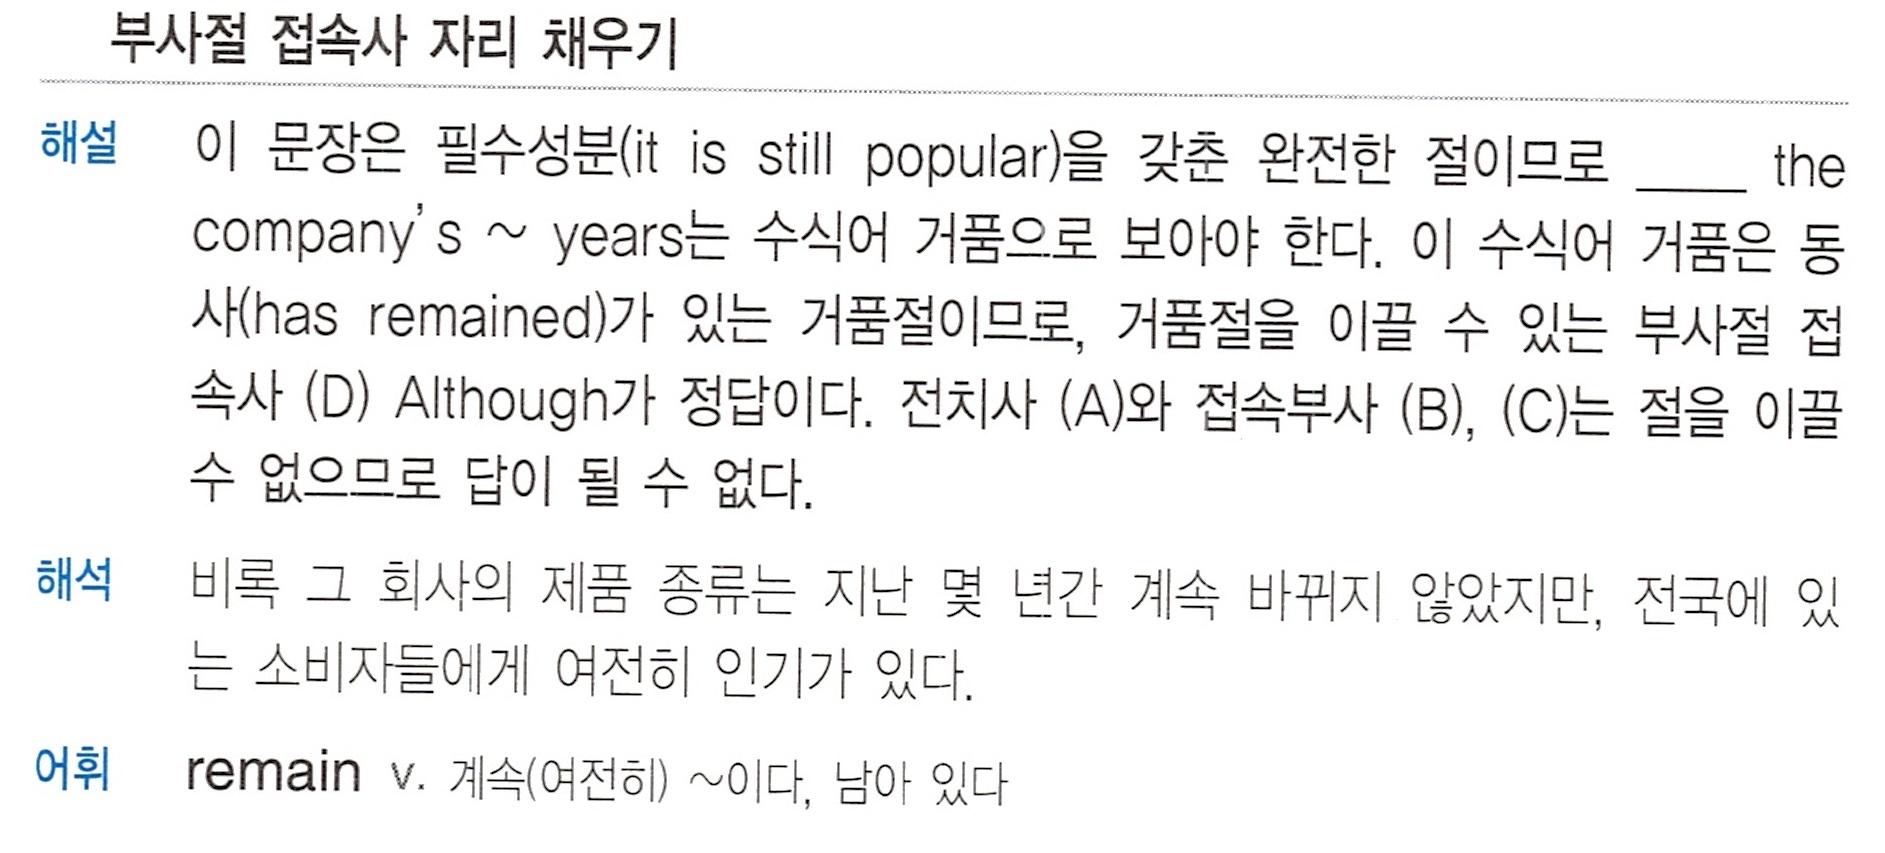 부사절 접속사 자리 채우기
해설 이 문장은 필수성분(it is still popular)을 갖춘 완전한 절이므로 ____ the
company's ~ years는 수식어 거품으로 보아야 한다. 이 수식어 거품은 동
사(has remained)가 있는 거품절이므로, 거품절을 이끌 수 있는 부사절 접
속사 (D) Although가 정답이다. 전치사 (A)와 접속부사 (B), (C)는 절을 이끌
수 없으므로 답이 될 수 없다.
해석 비록 그 회사의 제품 종류는 지난 몇 년간 계속 바뀌지 않았지만, 전국에 있
는 소비자들에게 여전히 인기가 있다.
어휘 remain v. 계속(여전히) ~이다, 남아 있다